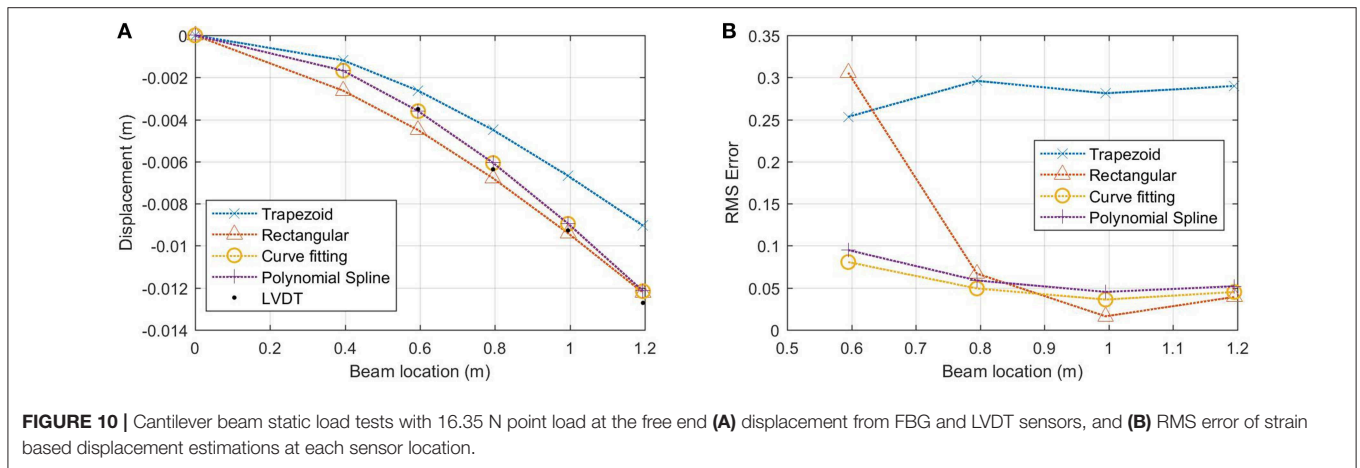 A
0
-0.002
-0.004
-0.006
-0.008
-0.01
-0.012
-0.014
Displacement (m)
Trapezoid
Rectangular
Curve fitting
Polynomial Spline
LVDT
0 0.2 0.4 0.6 0.8 1 1.2
Beam location (m)
B
0.35
0.3
0.25
0.2
0.15
0.1
0.05
0
RMS Error
Trapezoid
Rectangular
Curve fitting
Polynomial Spline
0.5 0.6 0.7 0.8 0.9 1 1.1 1.2
Beam location (m)
FIGURE 10 | Cantilever beam static load tests with 16.35 N point load at the free end (A) displacement from FBG and LVDT sensors, and (B) RMS error of strain
based displacement estimations at each sensor location.